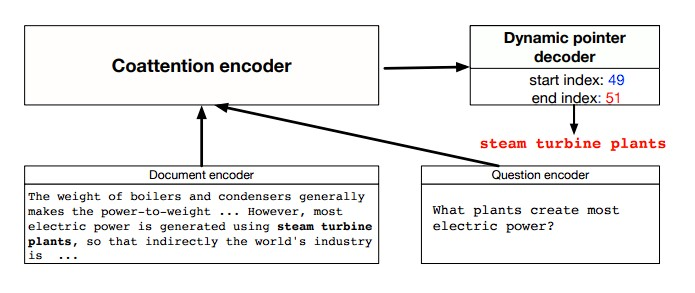 Coattention encoder
Dynamic pointer
decoder
start index: 49
end index: 51
steam turbine plants
Document encoder
The weight of boilers and condensers generally
makes the power-to-weight ... However, most
electric power is generated using steam turbine
plants, so that indirectly the world's industry
is ...
Question encoder
What plants create most
electric power?